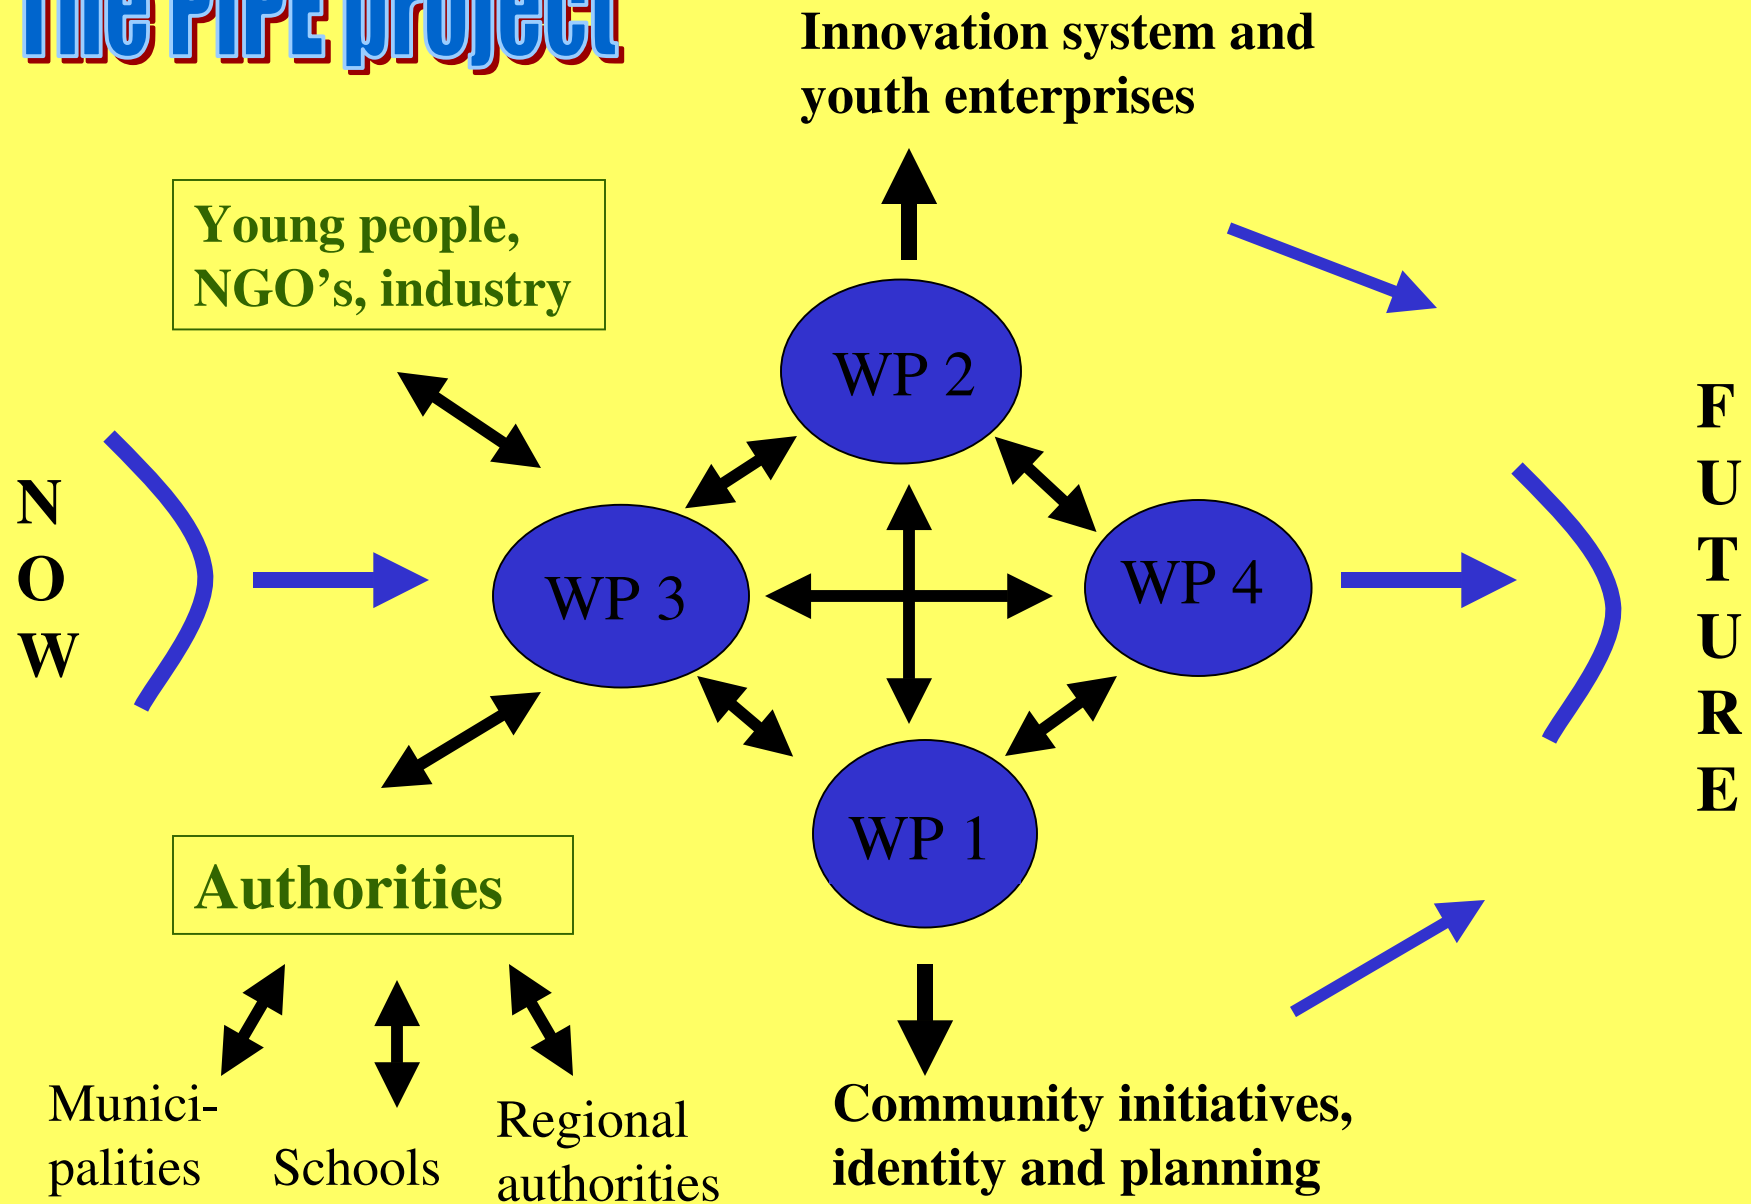 The PIPE project
Innovation system and
youth enterprises
Young people,
NGO’s, industry
WP 2
N
O
W
WP 3
WP 4
F
U
T
U
R
E
WP 1
Authorities
Munici-
palities
Schools
Regional
authorities
Community initiatives,
identity and planning